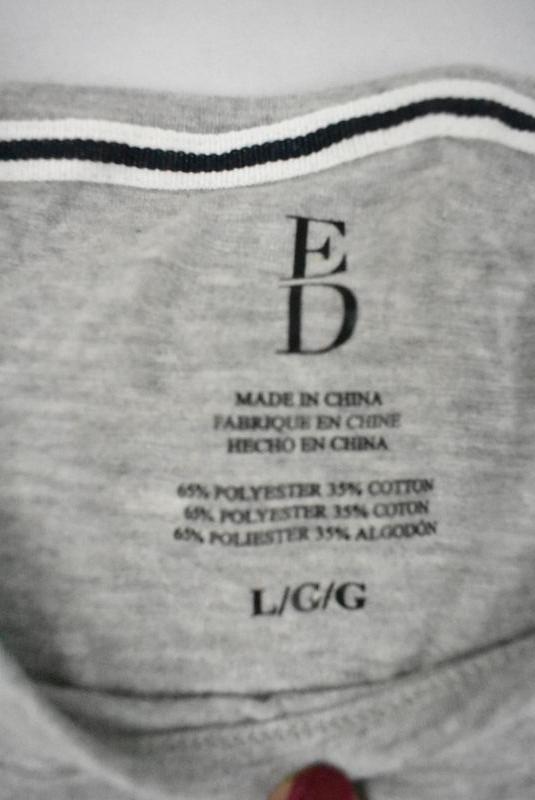 E
D
MADE IN CHINA
FABRIQUE EN CHINE
HECHO EN CHINA
65% POLYESTER 35% COTTON
65% POLYESTER 35% COTON
65% POLIESTER 35% ALGODÓN
L/G/G